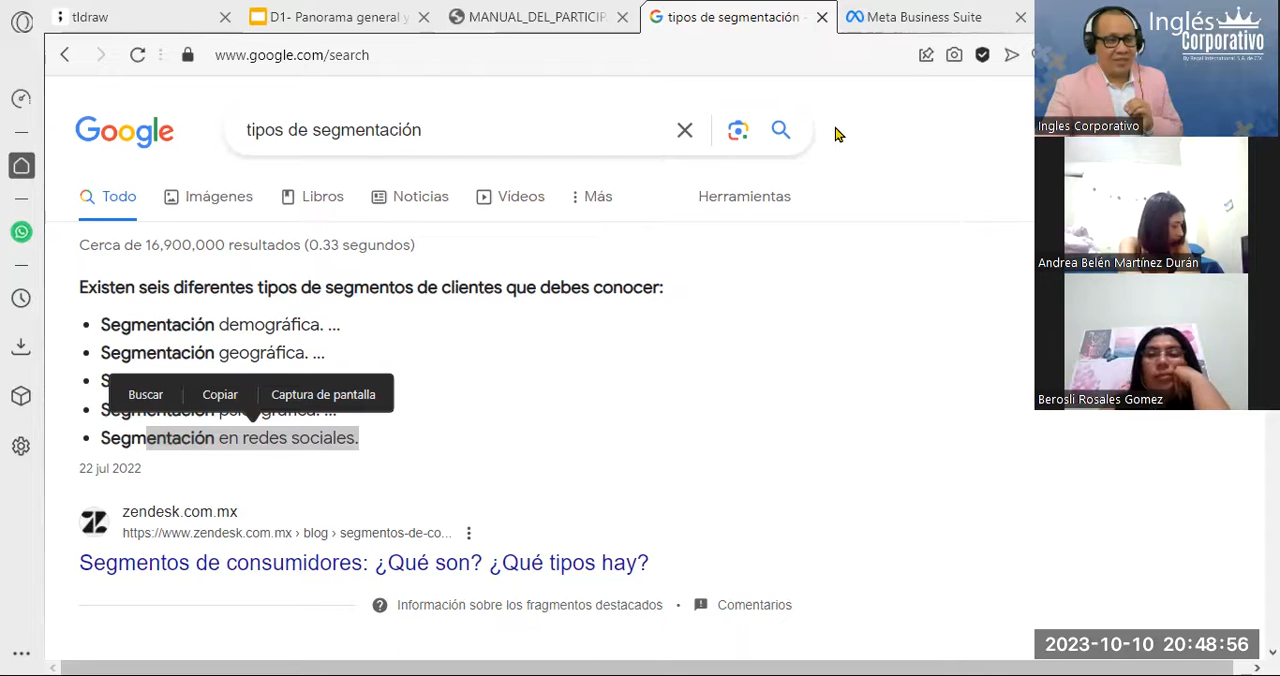 tldraw
D1- Panorama general y
MANUAL_DEL_PARTICIP
tipos de segmentación -
Meta Business Suite
www.google.com/search
Google
tipos de segmentación
Todo
Imágenes
Libros
Noticias
Vídeos
Más
Herramientas
Cerca de 16,900,000 resultados (0.33 segundos)
Existen seis diferentes tipos de segmentos de clientes que debes conocer:
Segmentación demográfica. ...
Segmentación geográfica. ...
Buscar
Copiar
Captura de pantalla
Segmentación en redes sociales.
22 jul 2022
zendesk.com.mx
https://www.zendesk.com.mx › blog › segmentos-de-co...
Segmentos de consumidores: ¿Qué son? ¿Qué tipos hay?
Información sobre los fragmentos destacados
Comentarios
Inglés
Corporativo
By Regal International, S.A. de C.V.
Ingles Corporativo
Andrea Belén Martínez Durán
Berosli Rosales Gomez
2023-10-10 20:48:56